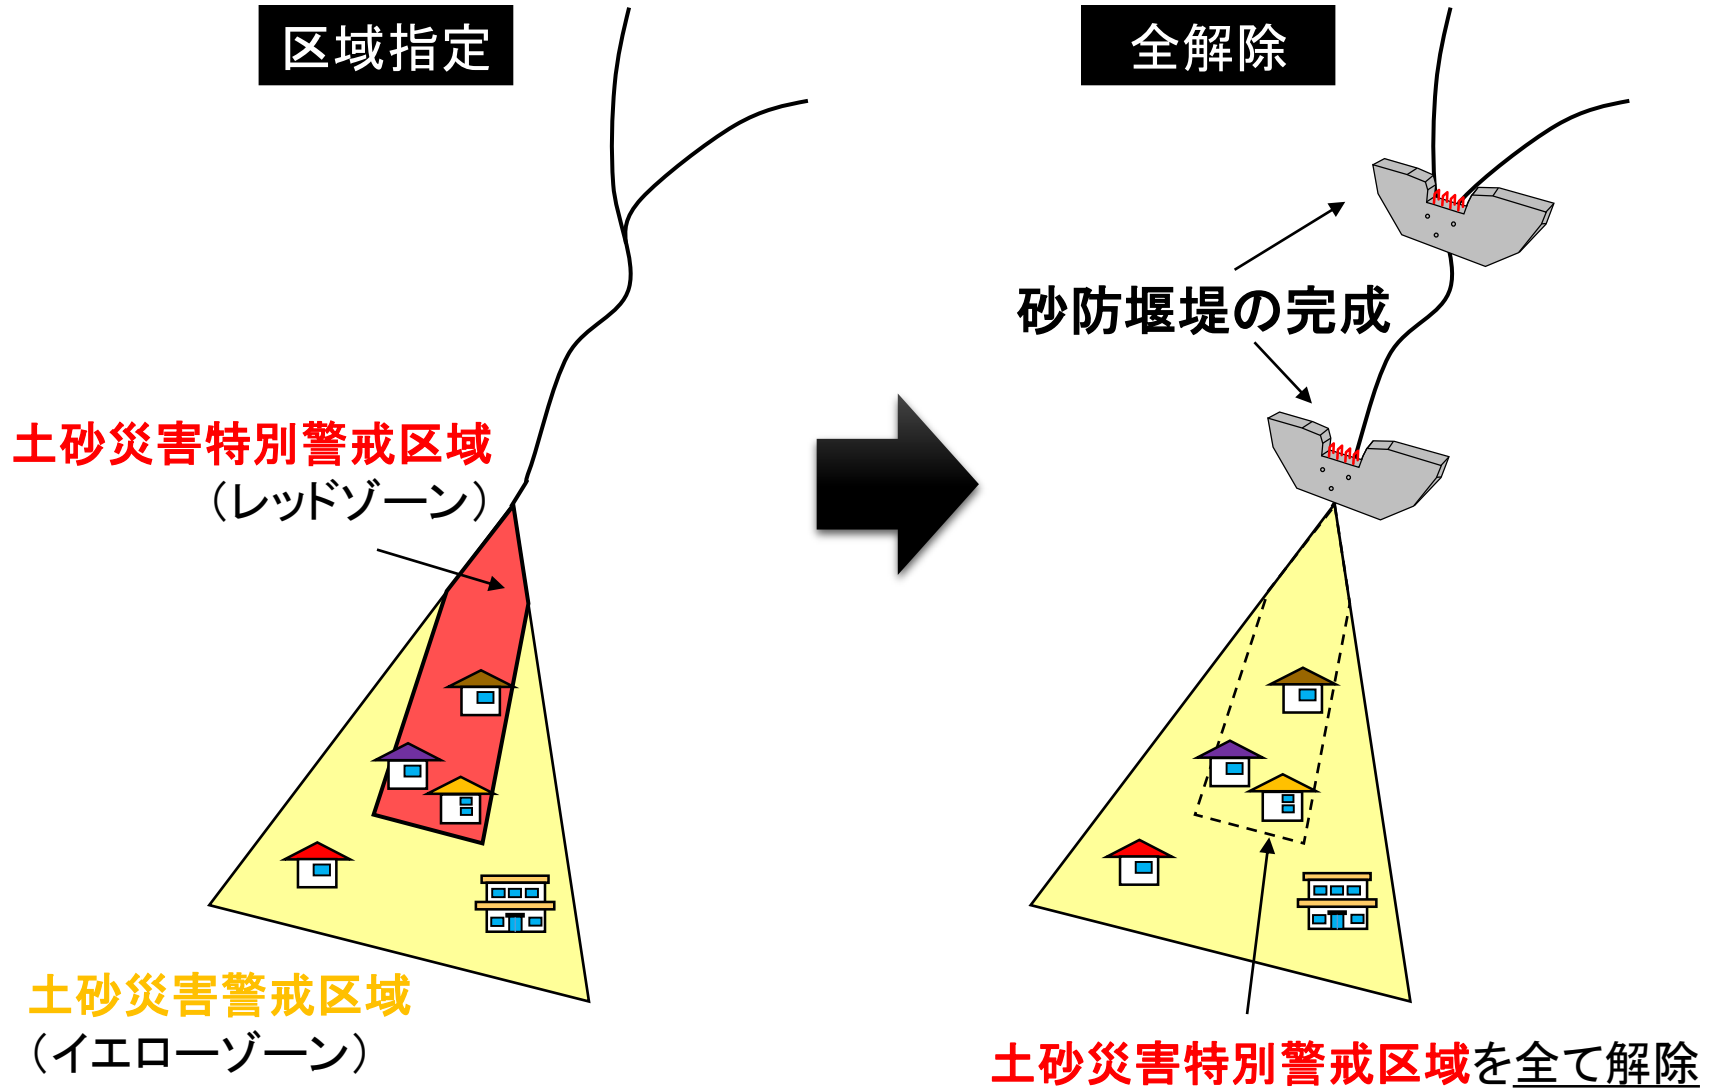 区域指定
土砂災害特別警戒区域
（レッドゾーン）
土砂災害警戒区域
（イエローゾーン）
全解除
砂防堰堤の完成
土砂災害特別警戒区域を全て解除